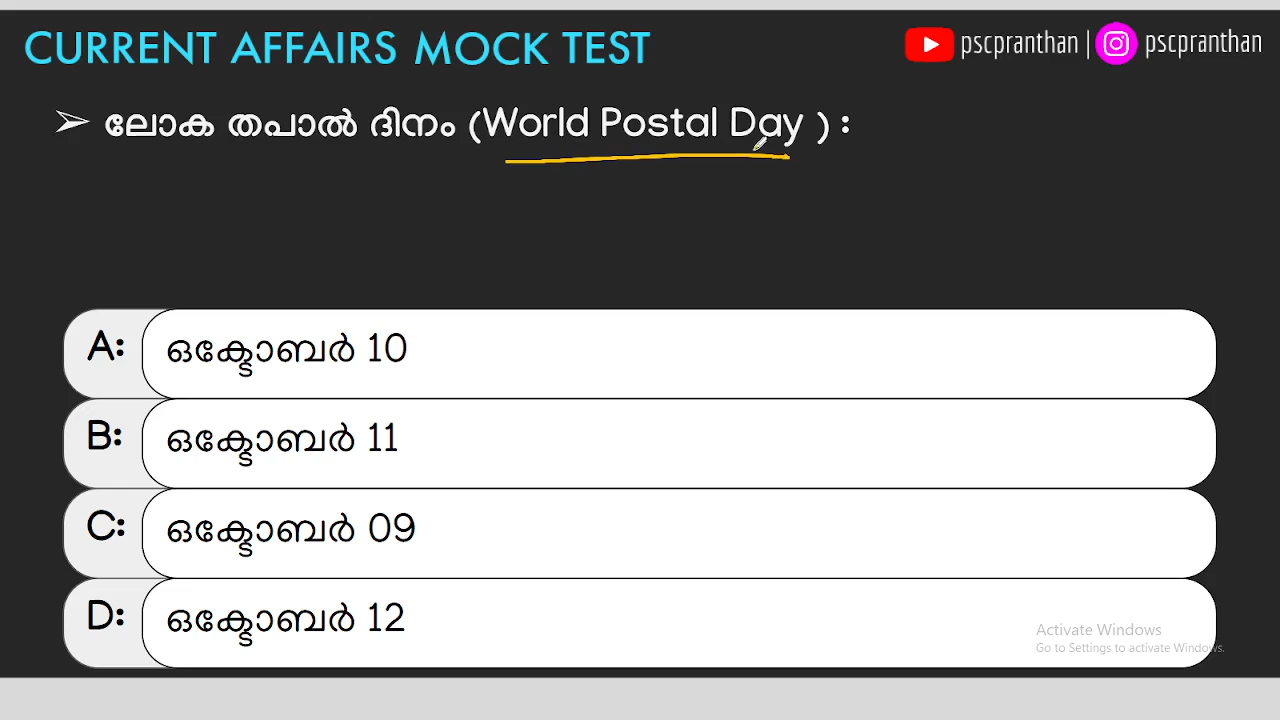 CURRENT AFFAIRS MOCK TEST
pscpranthan | pscpranthan
➢ ലോക തപാൽ ദിനം (World Postal Day ) :
A: ഒക്ടോബർ 10
B: ഒക്ടോബർ 11
C: ഒക്ടോബർ 09
D: ഒക്ടോബർ 12
Activate Windows
Go to Settings to activate Windows.